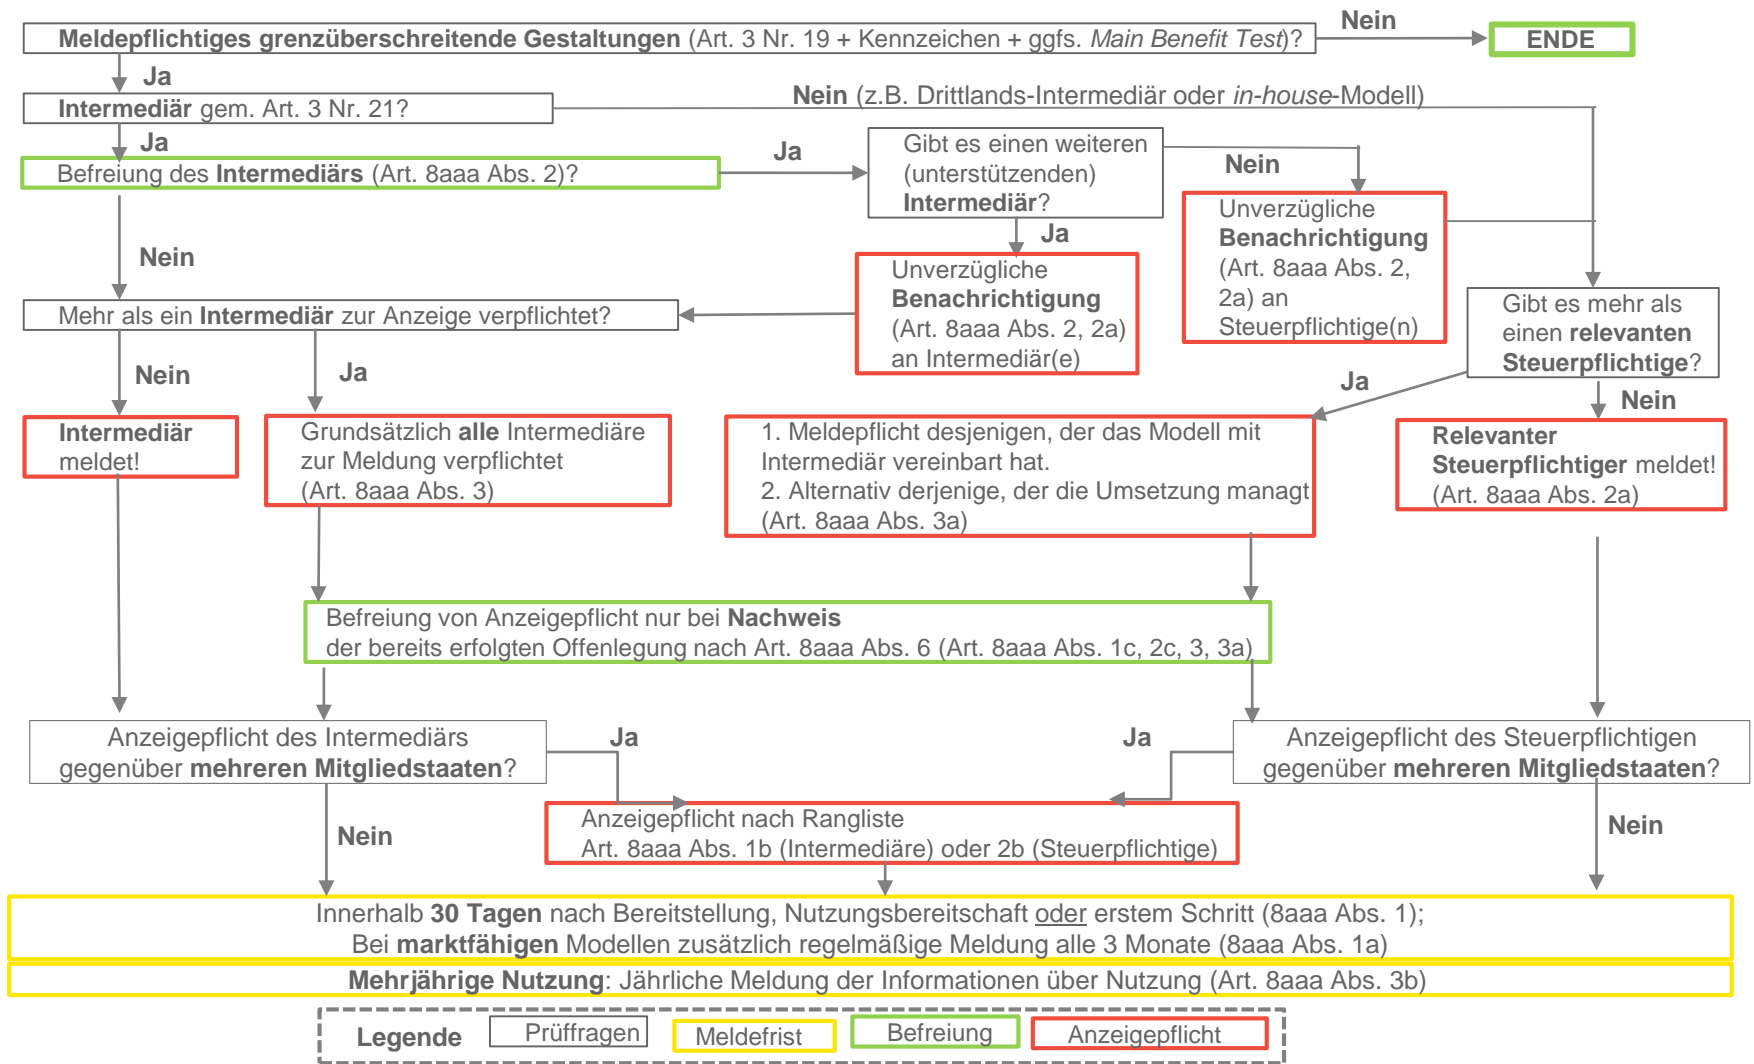 Meldepflichtiges grenzüberschreitende Gestaltungen (Art. 3 Nr. 19 + Kennzeichen + ggfs. Main Benefit Test)?
Nein
ENDE
Ja
Intermediär gem. Art. 3 Nr. 21?
Nein (z.B. Drittlands-Intermediär oder in-house-Modell)
Ja
Befreiung des Intermediärs (Art. 8aaa Abs. 2)?
Ja
Gibt es einen weiteren
(unterstützenden)
Intermediär?
Nein
Unverzügliche
Benachrichtigung
(Art. 8aaa Abs. 2,
2a) an
Steuerpflichtige(n)
Ja
Unverzügliche
Benachrichtigung
(Art. 8aaa Abs. 2, 2a)
an Intermediär(e)
Nein
Mehr als ein Intermediär zur Anzeige verpflichtet?
Gibt es mehr als
einen relevanten
Steuerpflichtige?
Nein
Ja
Ja
Nein
Intermediär
meldet!
Grundsätzlich alle Intermediäre
zur Meldung verpflichtet
(Art. 8aaa Abs. 3)
1. Meldepflicht desjenigen, der das Modell mit
Intermediär vereinbart hat.
2. Alternativ derjenige, der die Umsetzung managt
(Art. 8aaa Abs. 3a)
Relevanter
Steuerpflichtiger meldet!
(Art. 8aaa Abs. 2a)
Befreiung von Anzeigepflicht nur bei Nachweis
der bereits erfolgten Offenlegung nach Art. 8aaa Abs. 6 (Art. 8aaa Abs. 1c, 2c, 3, 3a)
Anzeigepflicht des Intermediärs
gegenüber mehreren Mitgliedstaaten?
Ja
Ja
Anzeigepflicht des Steuerpflichtigen
gegenüber mehreren Mitgliedstaaten?
Nein
Anzeigepflicht nach Rangliste
Art. 8aaa Abs. 1b (Intermediäre) oder 2b (Steuerpflichtige)
Nein
Innerhalb 30 Tagen nach Bereitstellung, Nutzungsbereitschaft oder erstem Schritt (8aaa Abs. 1);
Bei marktfähigen Modellen zusätzlich regelmäßige Meldung alle 3 Monate (8aaa Abs. 1a)
Mehrjährige Nutzung: Jährliche Meldung der Informationen über Nutzung (Art. 8aaa Abs. 3b)
Legende
Prüffragen
Meldefrist
Befreiung
Anzeigepflicht